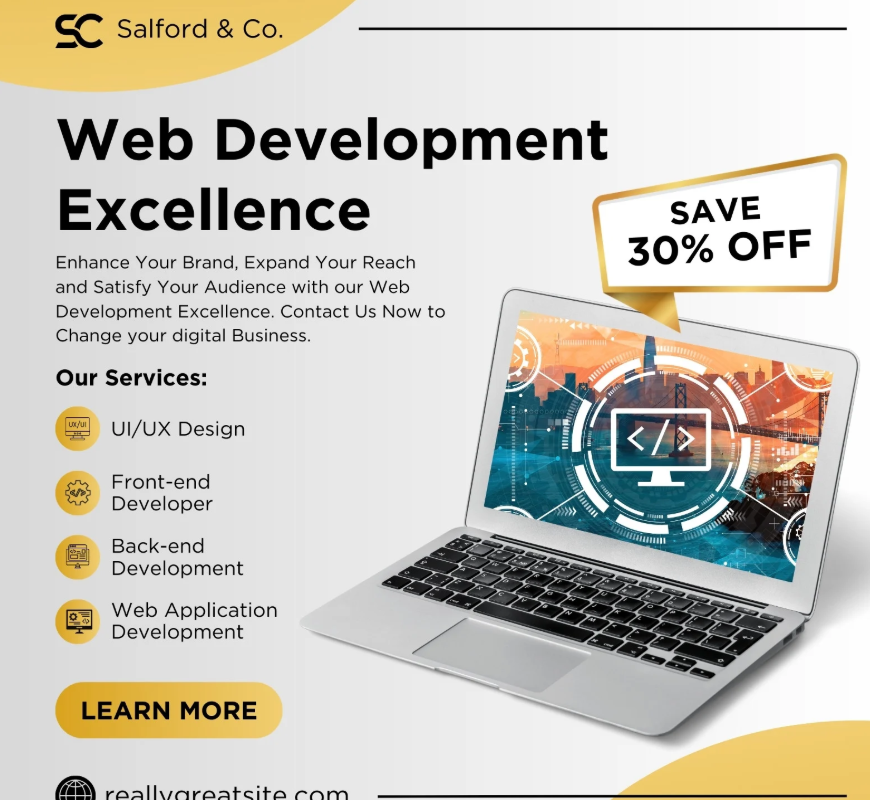 SC Salford & Co.
Web Development
Excellence
SAVE
30% OFF
Enhance Your Brand, Expand Your Reach
and Satisfy Your Audience with our Web
Development Excellence. Contact Us Now to
Change your digital Business.
Our Services:
UX/UI
UI/UX Design
</>
Front-end
Developer
Back-end
Development
Web Application
Development
</>
LEARN MORE
reallygreatsite.com